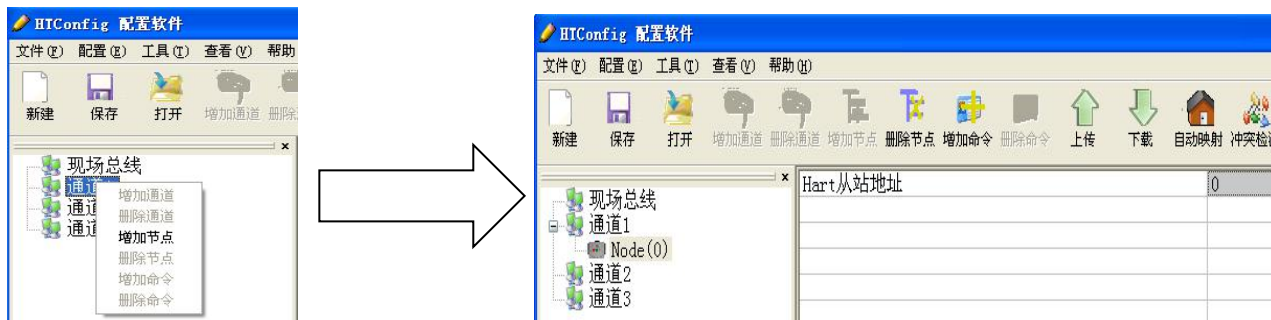 HTConfig 配置软件
文件(F) 配置(E) 工具(T) 查看(V) 帮助
新建 保存 打开 增加通道 删除
现场总线
通道
通道
通道
增加通道
删除通道
增加节点
删除节点
增加命令
删除命令
HTConfig 配置软件
文件(F) 配置(E) 工具(T) 查看(V) 帮助(H)
新建 保存 打开 增加通道 删除通道 增加节点 删除节点 增加命令 删除命令 上传 下载 自动映射 冲突检
现场总线
通道1
Node(0)
通道2
通道3
Hart从站地址 0